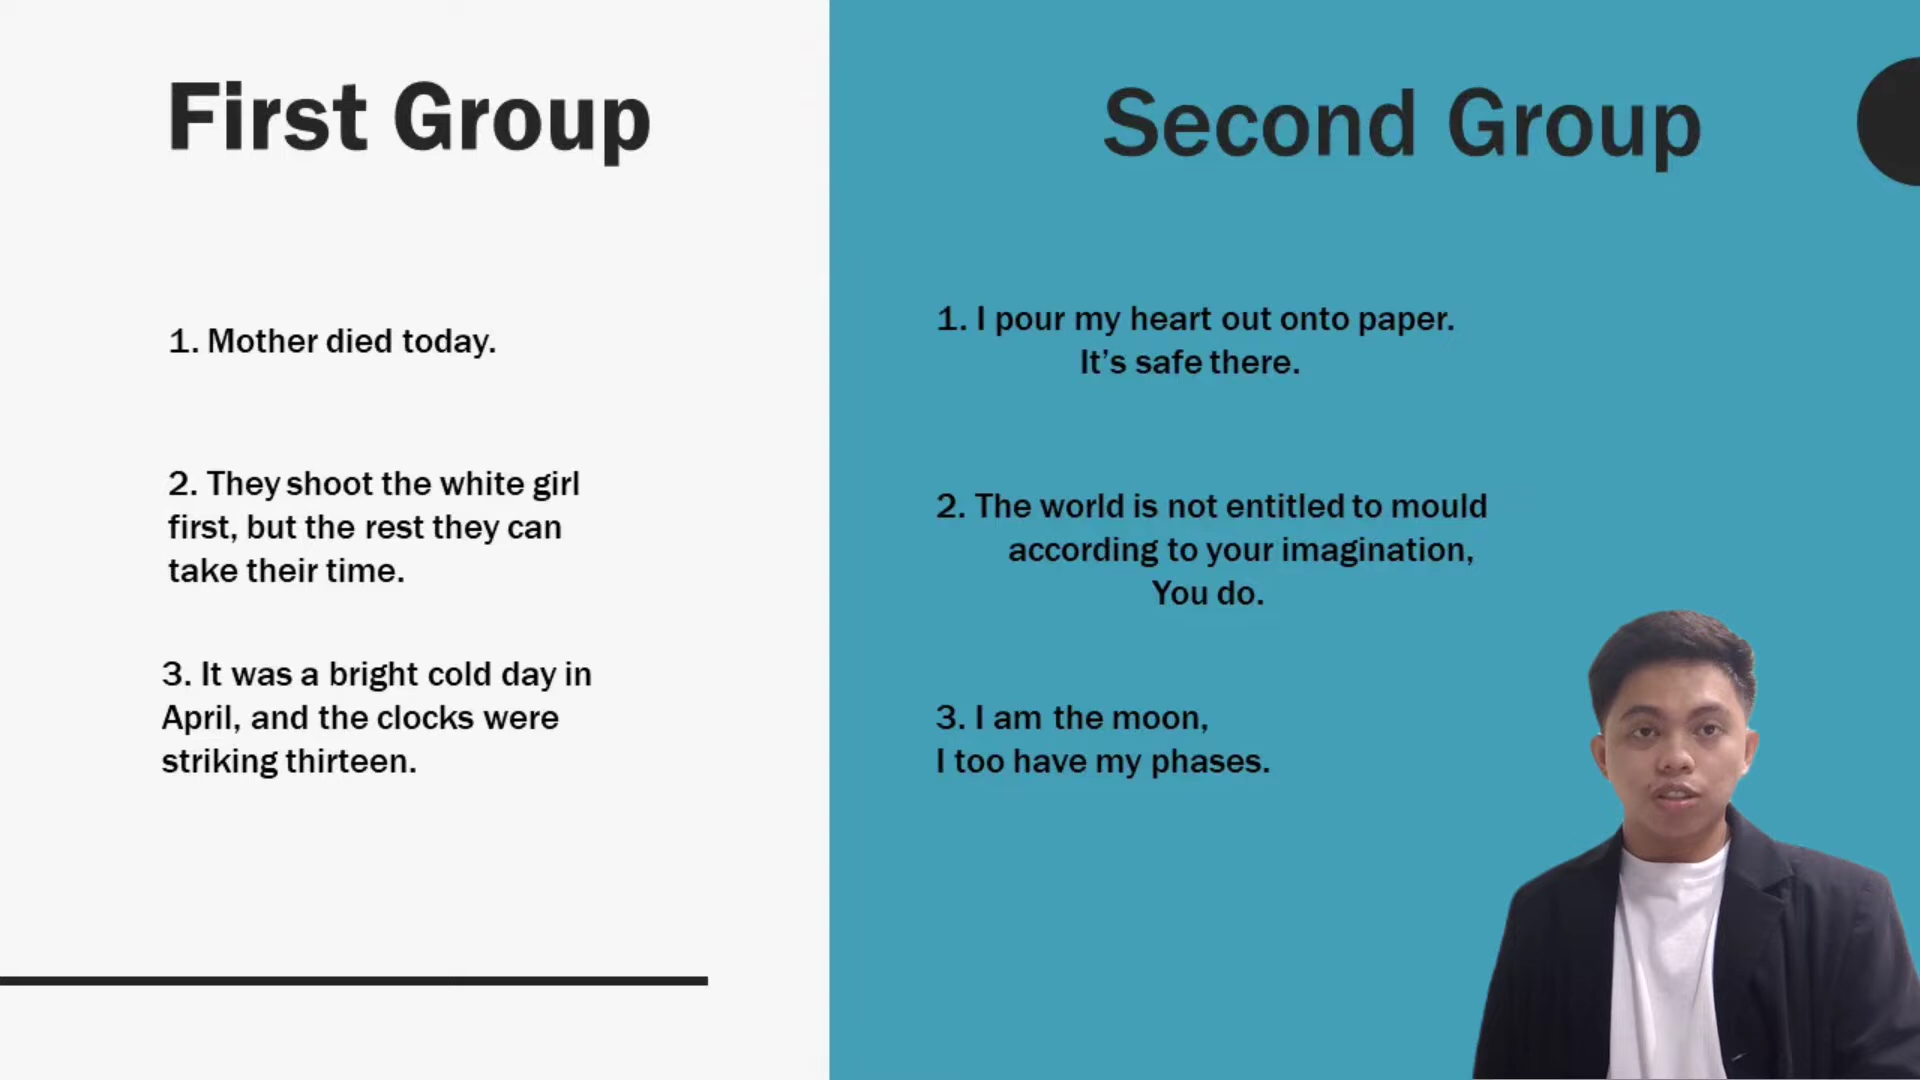 First Group
1. Mother died today.
2. They shoot the white girl
first, but the rest they can
take their time.
3. It was a bright cold day in
April, and the clocks were
striking thirteen.
Second Group
1. I pour my heart out onto paper.
It’s safe there.
2. The world is not entitled to mould
according to your imagination,
You do.
3. I am the moon,
I too have my phases.